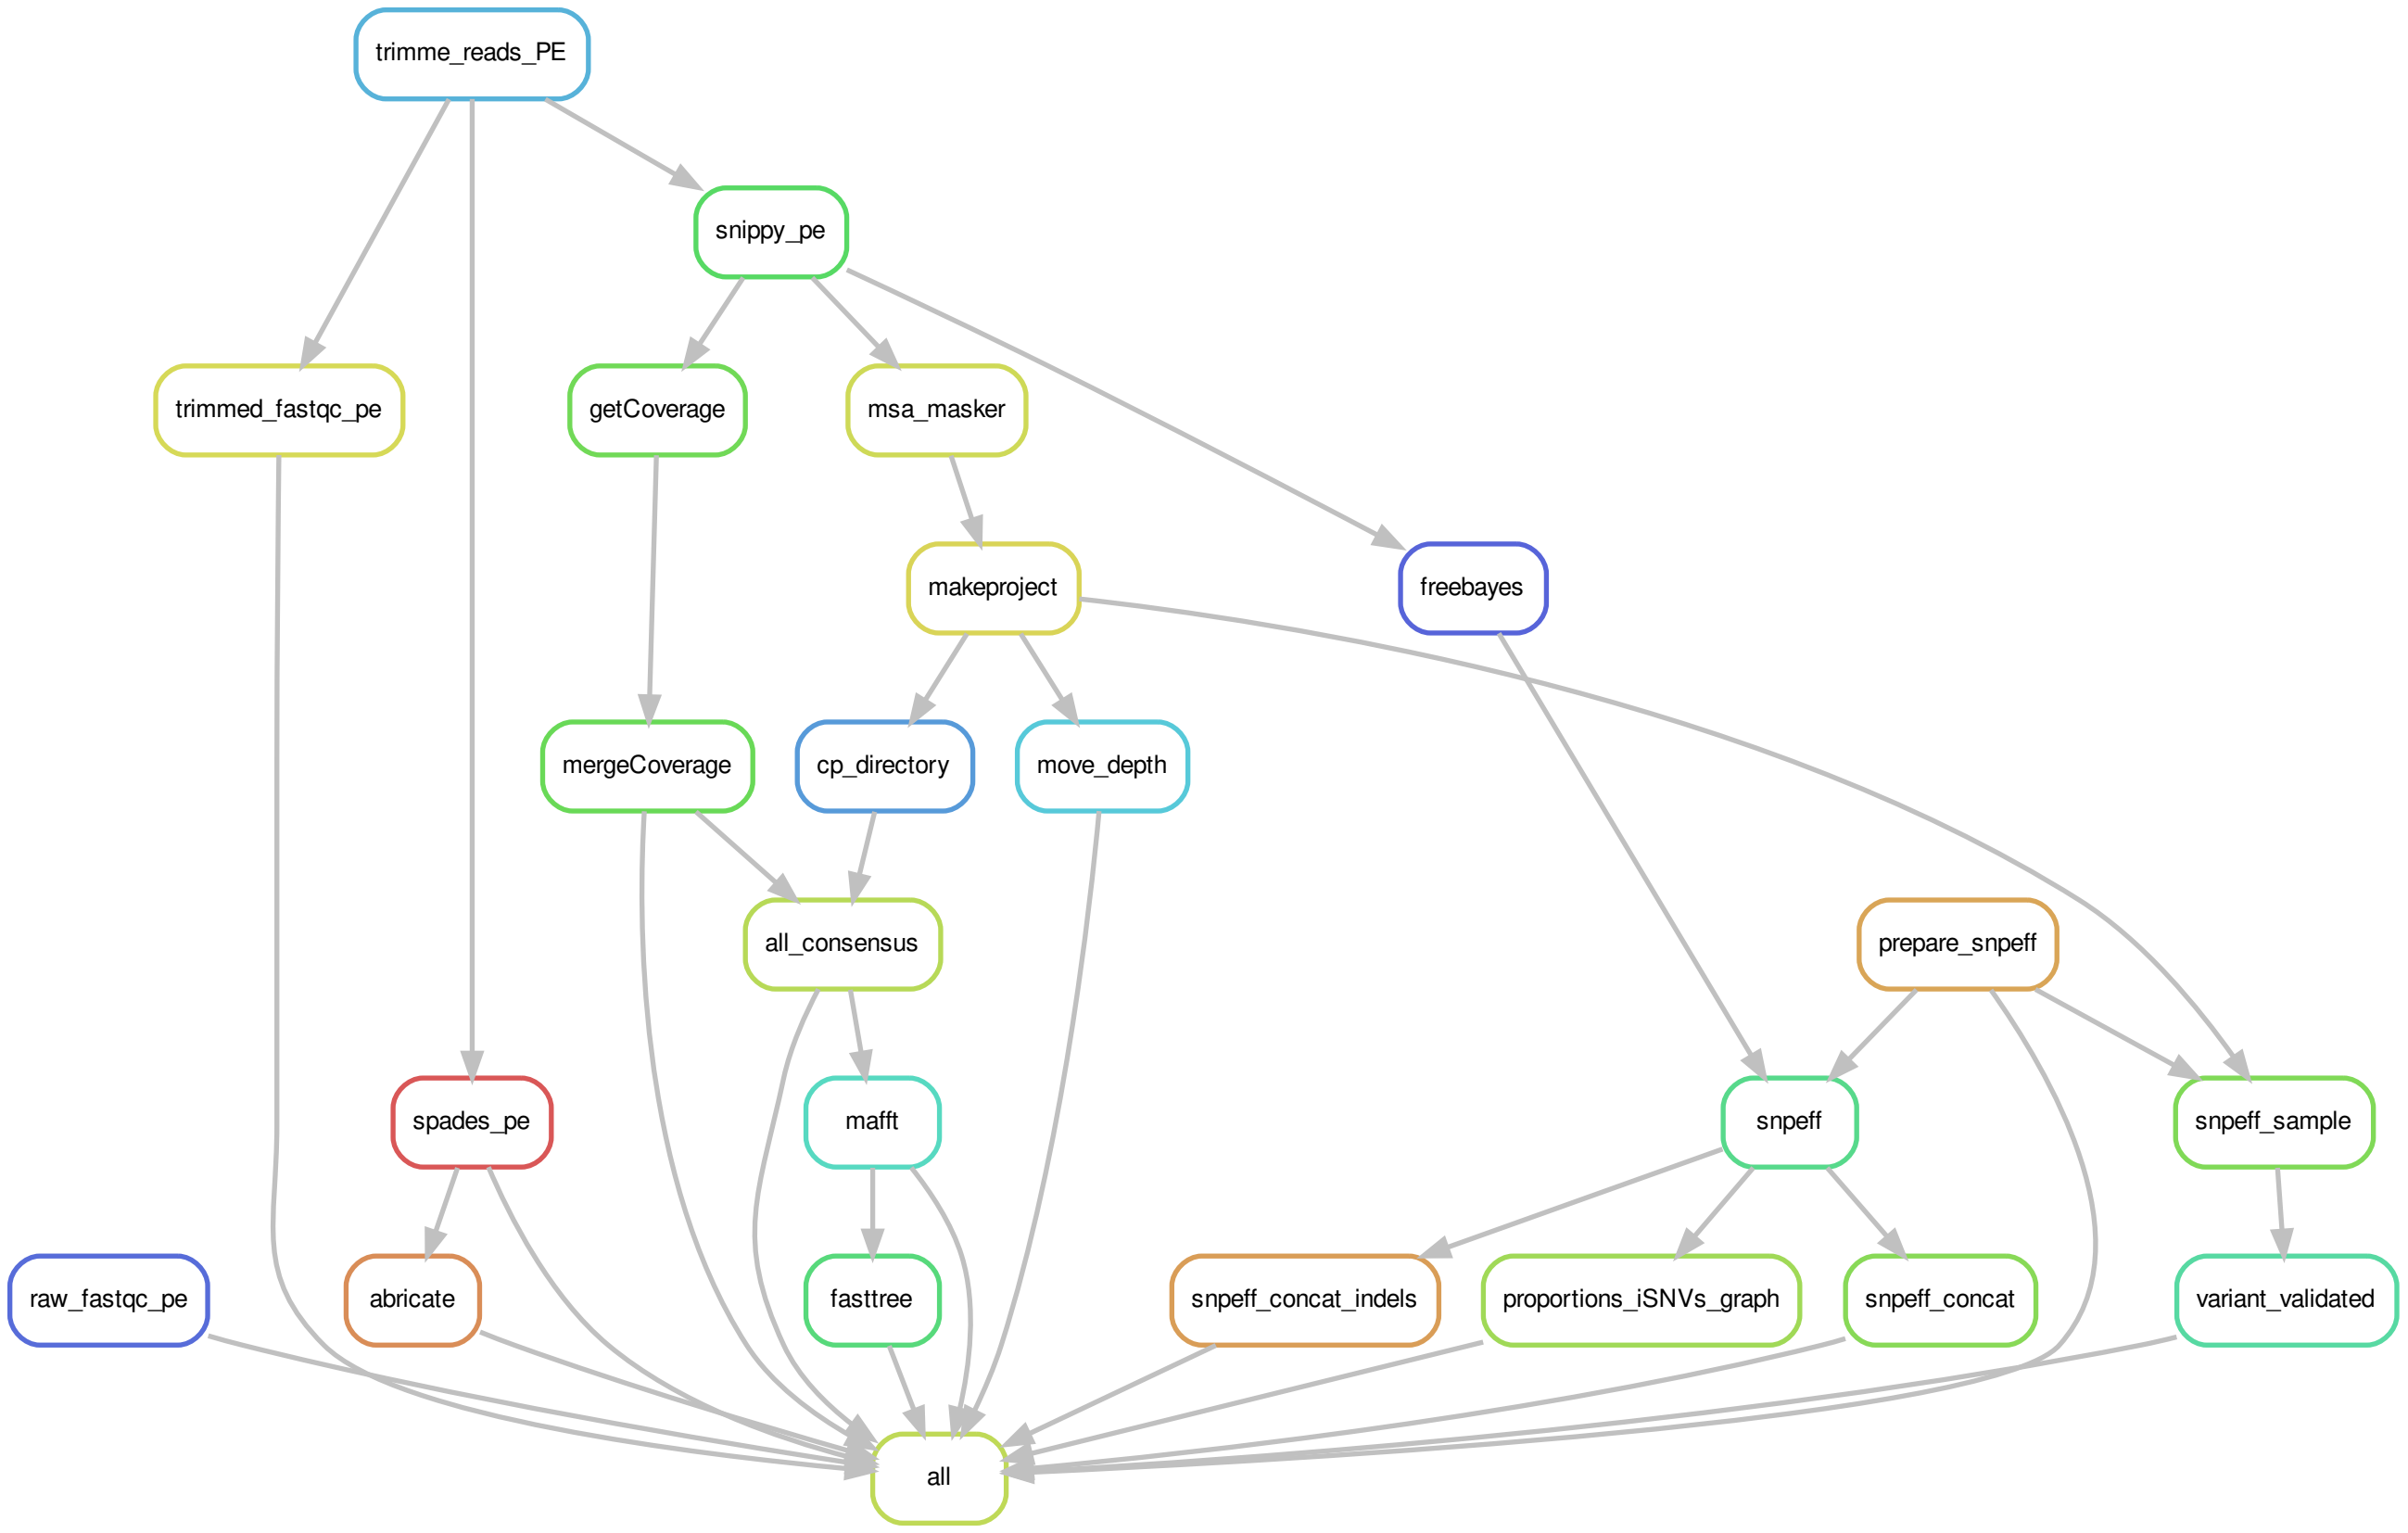 trimme_reads_PE
snippy_pe
trimmed_fastqc_pe
getCoverage
msa_masker
makeproject
freebayes
mergeCoverage
cp_directory
move_depth
all_consensus
prepare_snpeff
spades_pe
mafft
snpeff
snpeff_sample
raw_fastqc_pe
abricate
fasttree
snpeff_concat_indels
proportions_iSNVs_graph
snpeff_concat
variant_validated
all